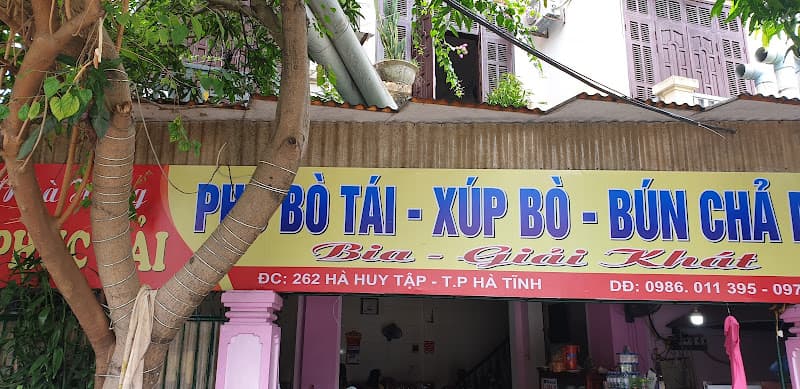 BÒ TÁI - XÚP BÒ - BÚN CHẢ
Bia - Giải Khát
ĐC: 262 HÀ HUY TẬP - T.P HÀ TĨNH DĐ: 0986. 011 395 - 097